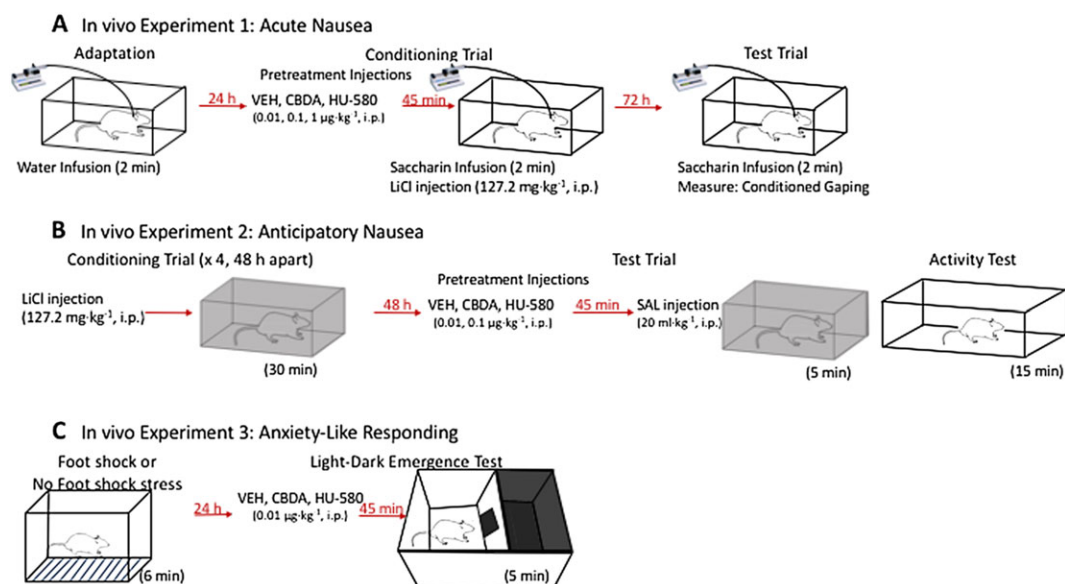 A In vivo Experiment 1: Acute Nausea
Adaptation
Conditioning Trial
Test Trial
Pretreatment Injections
24 h
VEH, CBDA, HU-580
(0.01, 0.1, 1 µg·kg⁻¹, i.p.)
45 min
72 h
Water Infusion (2 min)
Saccharin Infusion (2 min)
LiCl injection (127.2 mg·kg⁻¹, i.p.)
Saccharin Infusion (2 min)
Measure: Conditioned Gaping
B In vivo Experiment 2: Anticipatory Nausea
Conditioning Trial (x 4, 48 h apart)
Test Trial
Activity Test
Pretreatment Injections
LiCl injection
(127.2 mg·kg⁻¹, i.p.)
48 h
VEH, CBDA, HU-580
(0.01, 0.1 µg·kg⁻¹, i.p.)
45 min
SAL injection
(20 ml·kg⁻¹, i.p.)
(30 min)
(5 min)
(15 min)
C In vivo Experiment 3: Anxiety-Like Responding
Foot shock or
No Foot shock stress
Light-Dark Emergence Test
24 h
VEH, CBDA, HU-580
(0.01 µg·kg⁻¹, i.p.)
45 min
(6 min)
(5 min)